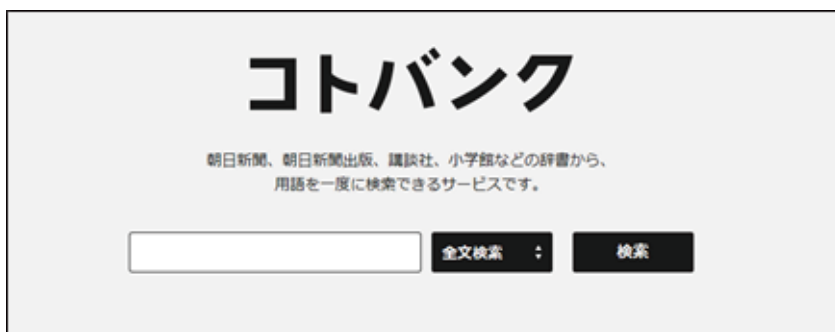 コトバンク
朝日新聞、朝日新聞出版、講談社、小学館などの辞書から、
用語を一度に検索できるサービスです。
全文検索 検索